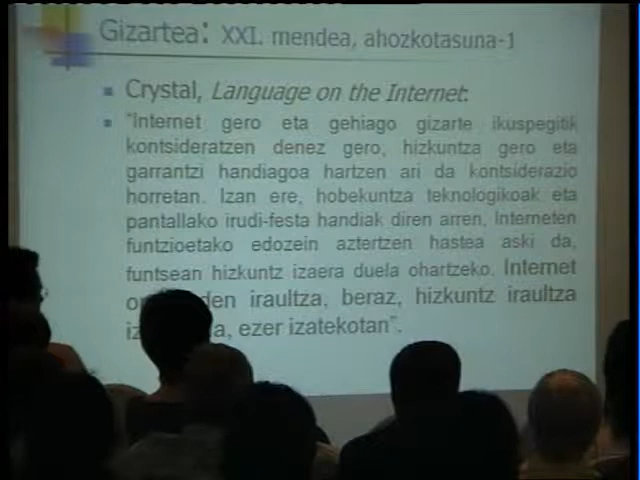 Gizartea: XXI. mendea, ahozkotasuna-1
Crystal, Language on the Internet:
"Internet gero eta gehiago gizarte ikuspegitik
kontsideratzen denez gero, hizkuntza gero eta
garrantzi handiagoa hartzen ari da kontsiderazio
horretan. Izan ere, hobekuntza teknologikoak eta
pantallako irudi-festa handiak diren arren, Interneten
funtzioetako edozein aztertzen hastea aski da,
funtsean hizkuntz izaera duela ohartzeko. Internet
iraultza, beraz, hizkuntz iraultza
ezer izatekotan".